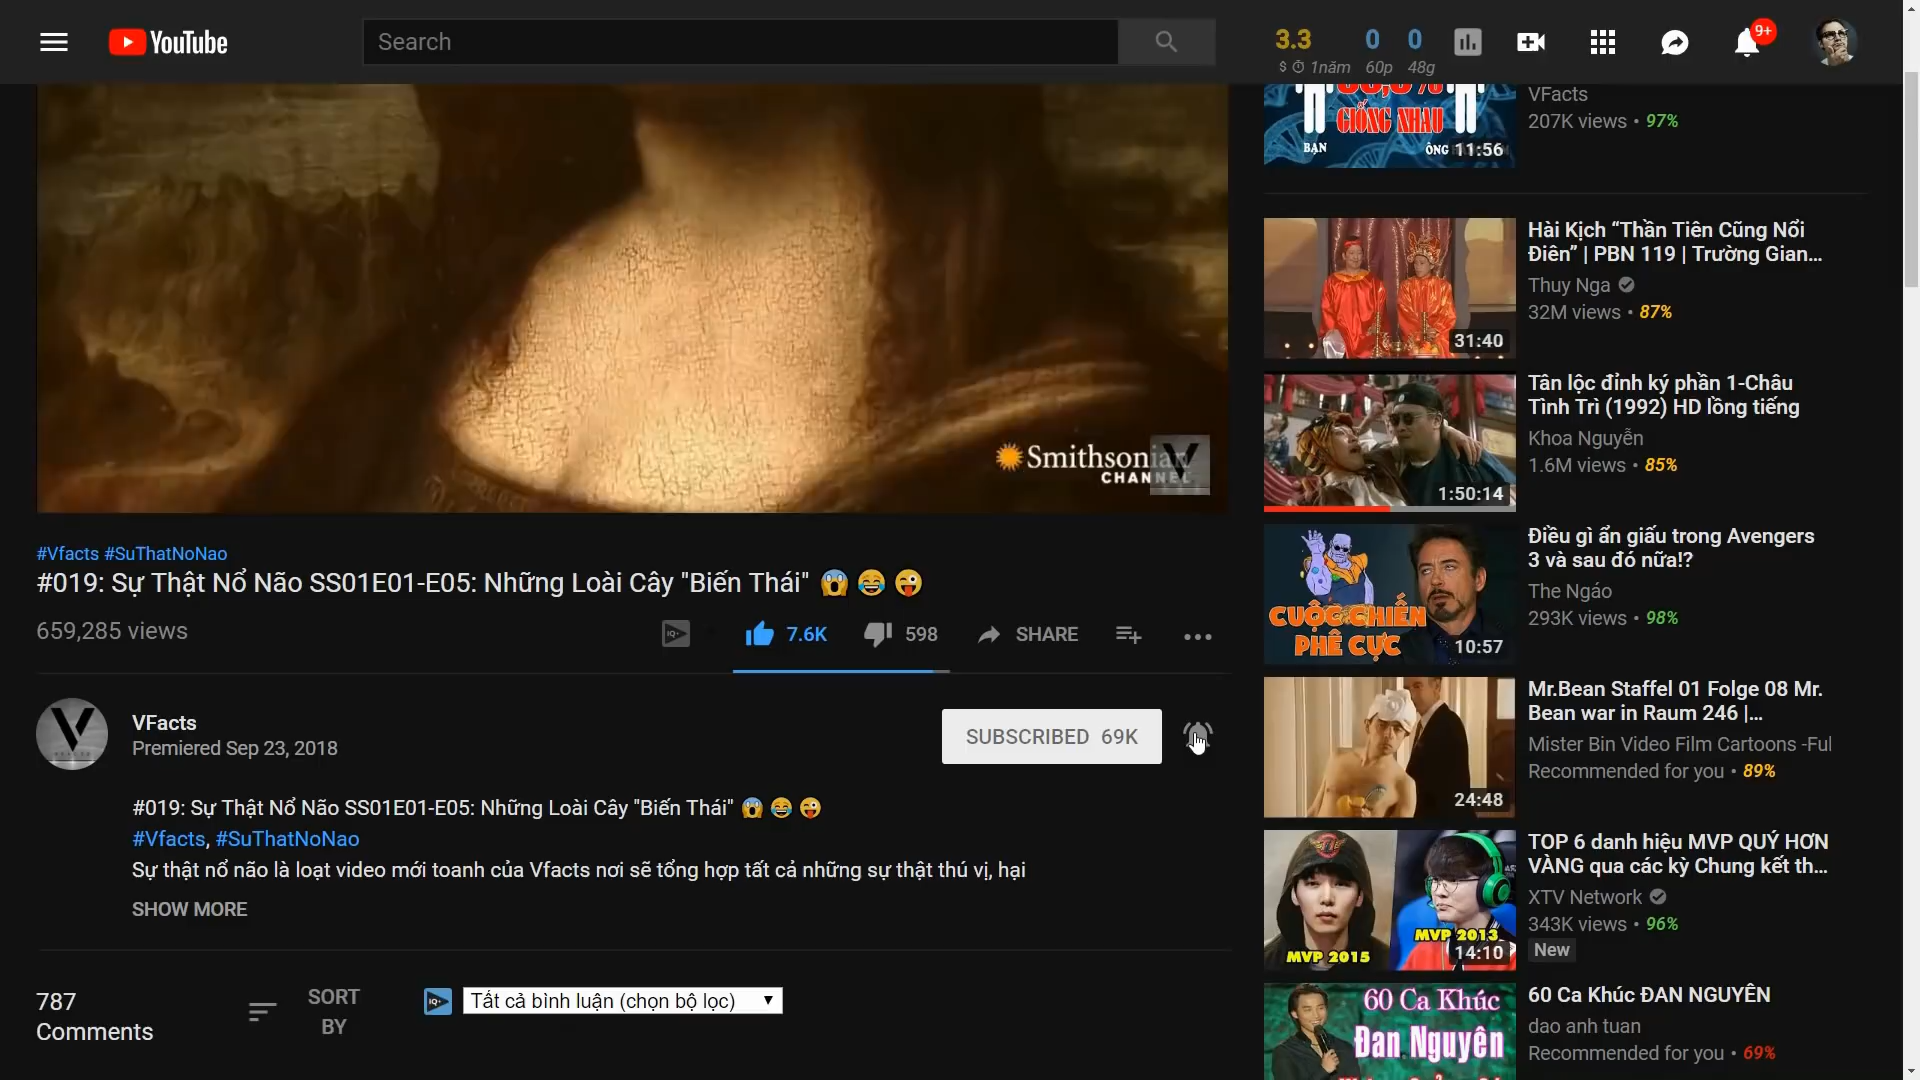 YouTube
Search
3.3
0
0
$ 1năm
60p
48g
9+
GIỐNG NHAU
BẠN
ÔNG
11:56
VFacts
207K views • 97%
Smithsonian
CHANNEL
V
#Vfacts #SuThatNoNao
#019: Sự Thật Nổ Não SS01E01-E05: Những Loài Cây "Biến Thái" 😱 😂 😜
659,285 views
IQ+
7.6K
598
SHARE
VFacts
Premiered Sep 23, 2018
SUBSCRIBED 69K
#019: Sự Thật Nổ Não SS01E01-E05: Những Loài Cây "Biến Thái" 😱 😂 😜
#Vfacts, #SuThatNoNao
Sự thật nổ não là loạt video mới toanh của Vfacts nơi sẽ tổng hợp tất cả những sự thật thú vị, hại
SHOW MORE
787
Comments
SORT
BY
IQ+
Tất cả bình luận (chọn bộ lọc)
31:40
Hài Kịch “Thần Tiên Cũng Nổi
Điên” | PBN 119 | Trường Gian...
Thuy Nga
32M views • 87%
1:50:14
Tân lộc đỉnh ký phần 1-Châu
Tinh Trì (1992) HD lồng tiếng
Khoa Nguyễn
1.6M views • 85%
CUỘC CHIẾN
PHÊ CỰC
10:57
Điều gì ẩn giấu trong Avengers
3 và sau đó nữa!?
The Ngáo
293K views • 98%
24:48
Mr.Bean Staffel 01 Folge 08 Mr.
Bean war in Raum 246 |...
Mister Bin Video Film Cartoons -Ful
Recommended for you • 89%
MVP 2015
MVP 2013
14:10
TOP 6 danh hiệu MVP QUÝ HƠN
VÀNG qua các kỳ Chung kết th...
XTV Network
343K views • 96%
New
60 Ca Khúc
Đan Nguyên
60 Ca Khúc ĐAN NGUYÊN
dao anh tuan
Recommended for you • 69%